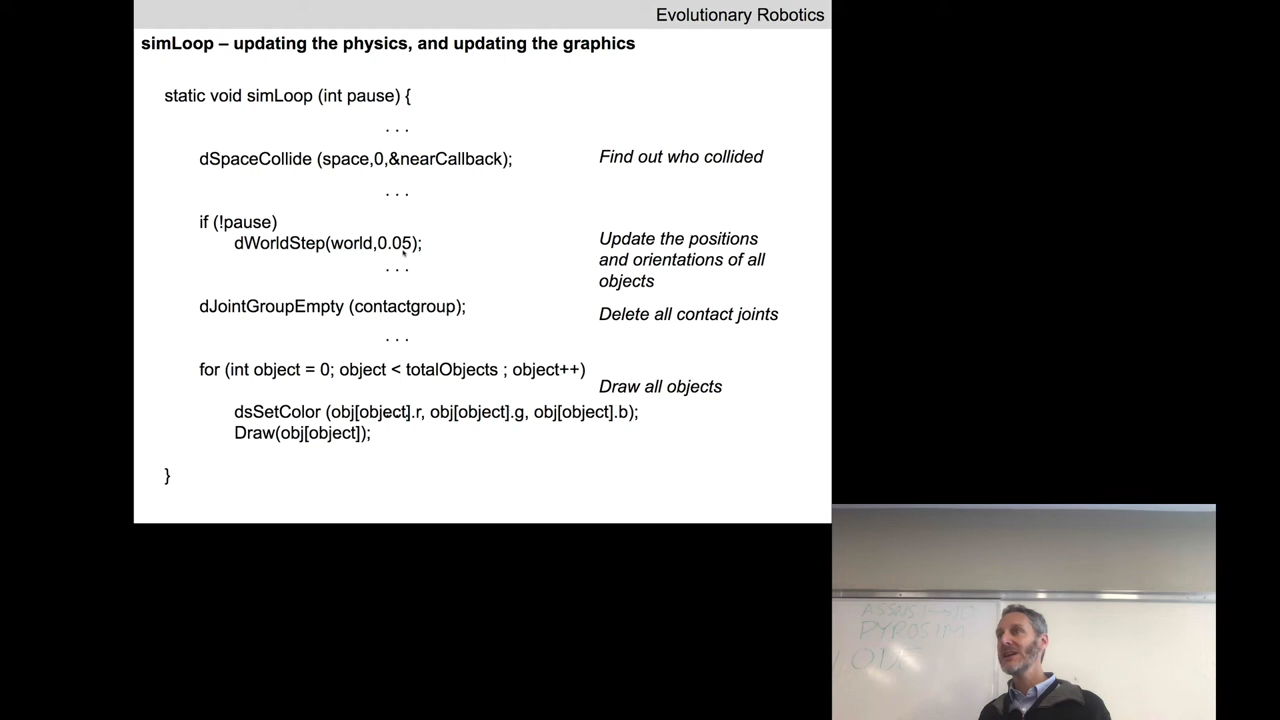 Evolutionary Robotics
simLoop – updating the physics, and updating the graphics
static void simLoop (int pause) {
. . .
dSpaceCollide (space,0,&nearCallback);
Find out who collided
. . .
if (!pause)
dWorldStep(world,0.05);
Update the positions
and orientations of all
objects
. . .
dJointGroupEmpty (contactgroup);
Delete all contact joints
. . .
for (int object = 0; object < totalObjects ; object++)
Draw all objects
dsSetColor (obj[object].r, obj[object].g, obj[object].b);
Draw(obj[object]);
}
PYROSIM
ODE